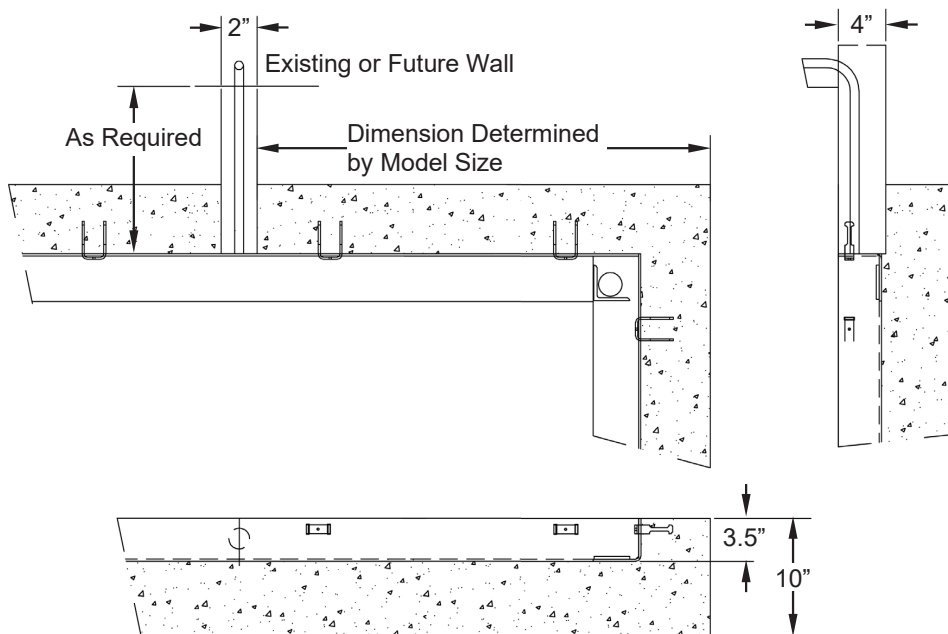 2”
4”
Existing or Future Wall
As Required
Dimension Determined
by Model Size
3.5”
10”